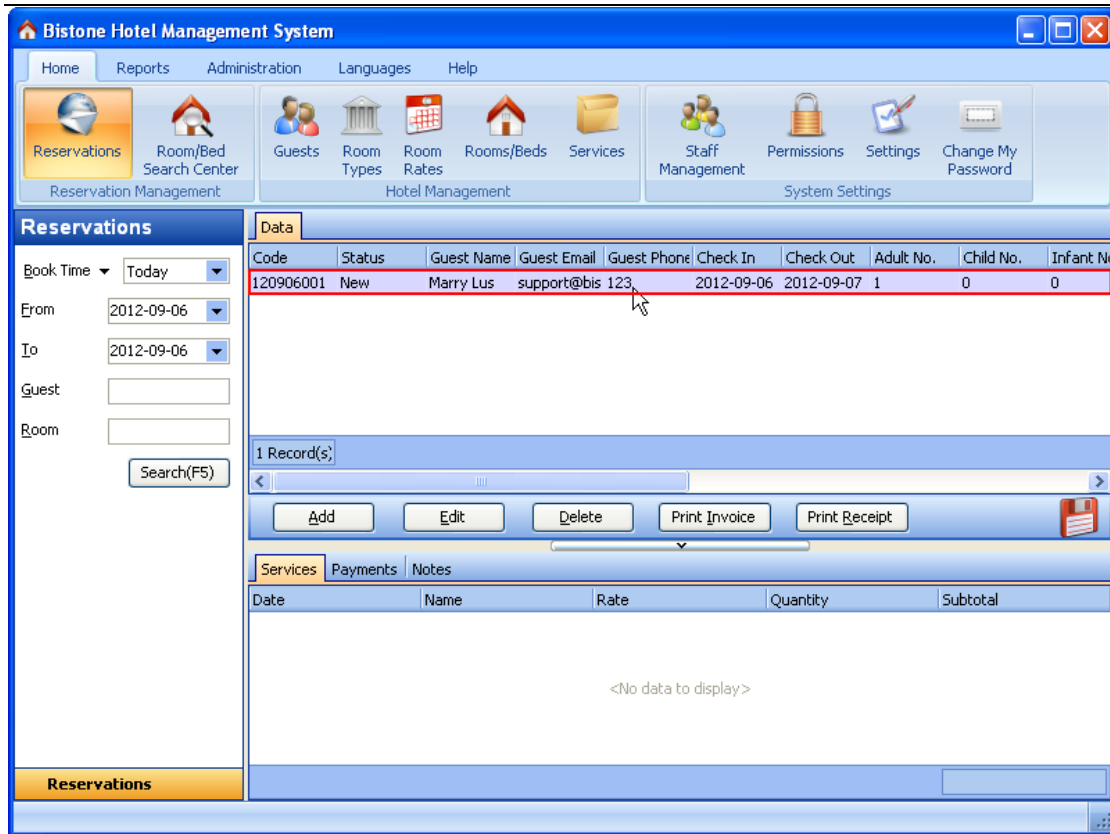 Bistone Hotel Management System
Home Reports Administration Languages Help
Reservations Room/Bed Search Center Guests Room Types Room Rates Rooms/Beds Services Staff Management Permissions Settings Change My Password
Reservation Management Hotel Management System Settings
Reservations
Book Time Today
From 2012-09-06
To 2012-09-06
Guest
Room
Search(F5)
Data
Code Status Guest Name Guest Email Guest Phone Check In Check Out Adult No. Child No. Infant No
120906001 New Marry Lus support@bis 123 2012-09-06 2012-09-07 1 0 0
1 Record(s)
Add Edit Delete Print Invoice Print Receipt
Services Payments Notes
Date Name Rate Quantity Subtotal
<No data to display>
Reservations